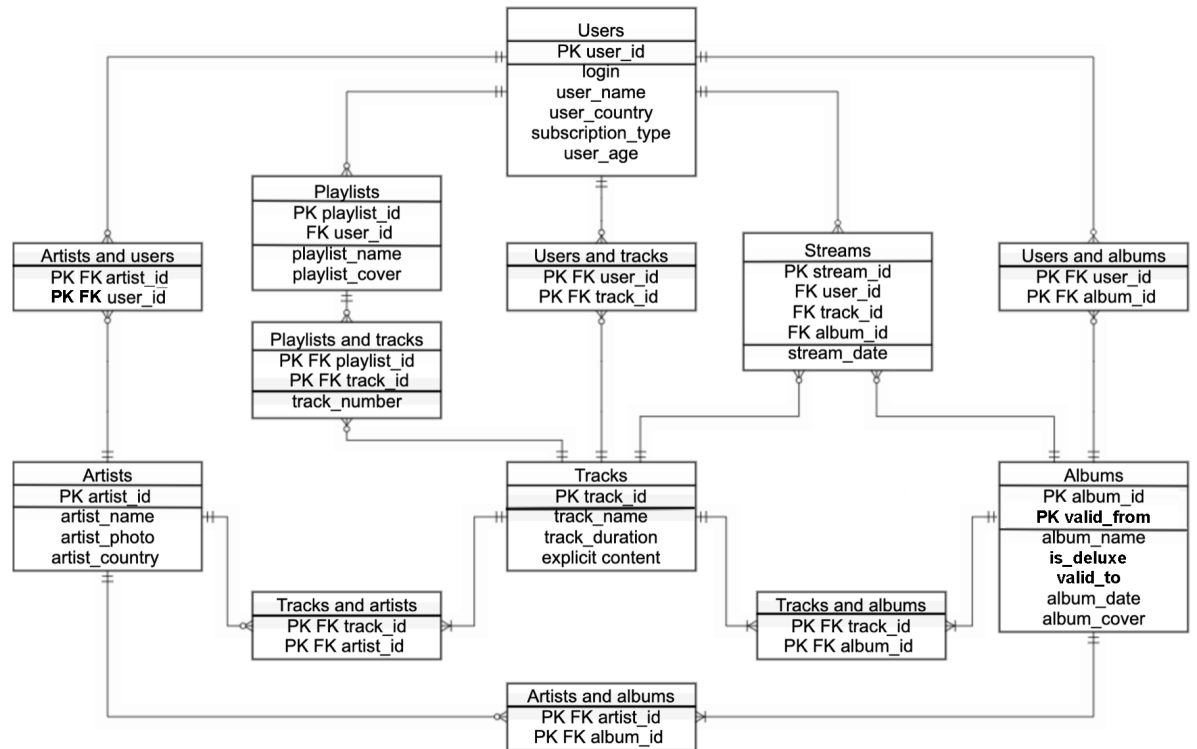 Users
PK user_id
login
user_name
user_country
subscription_type
user_age
Playlists
PK playlist_id
FK user_id
playlist_name
playlist_cover
Artists and users
PK FK artist_id
PK FK user_id
Users and tracks
PK FK user_id
PK FK track_id
Streams
PK stream_id
FK user_id
FK track_id
FK album_id
stream_date
Users and albums
PK FK user_id
PK FK album_id
Playlists and tracks
PK FK playlist_id
PK FK track_id
track_number
Artists
PK artist_id
artist_name
artist_photo
artist_country
Tracks
PK track_id
track_name
track_duration
explicit content
Albums
PK album_id
PK valid_from
album_name
is_deluxe
valid_to
album_date
album_cover
Tracks and artists
PK FK track_id
PK FK artist_id
Tracks and albums
PK FK track_id
PK FK album_id
Artists and albums
PK FK artist_id
PK FK album_id